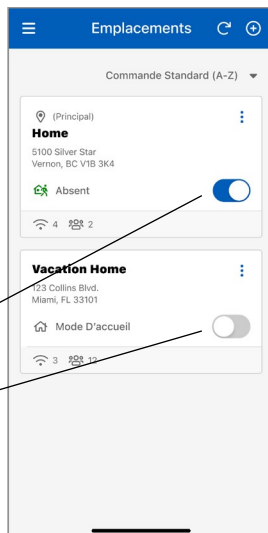 Emplacements
Commande Standard (A-Z)
(Principal)
Home
5100 Silver Star
Vernon, BC V1B 3K4
Absent
4 2
Vacation Home
123 Collins Blvd.
Miami, FL 33101
Mode D'accueil
3 12